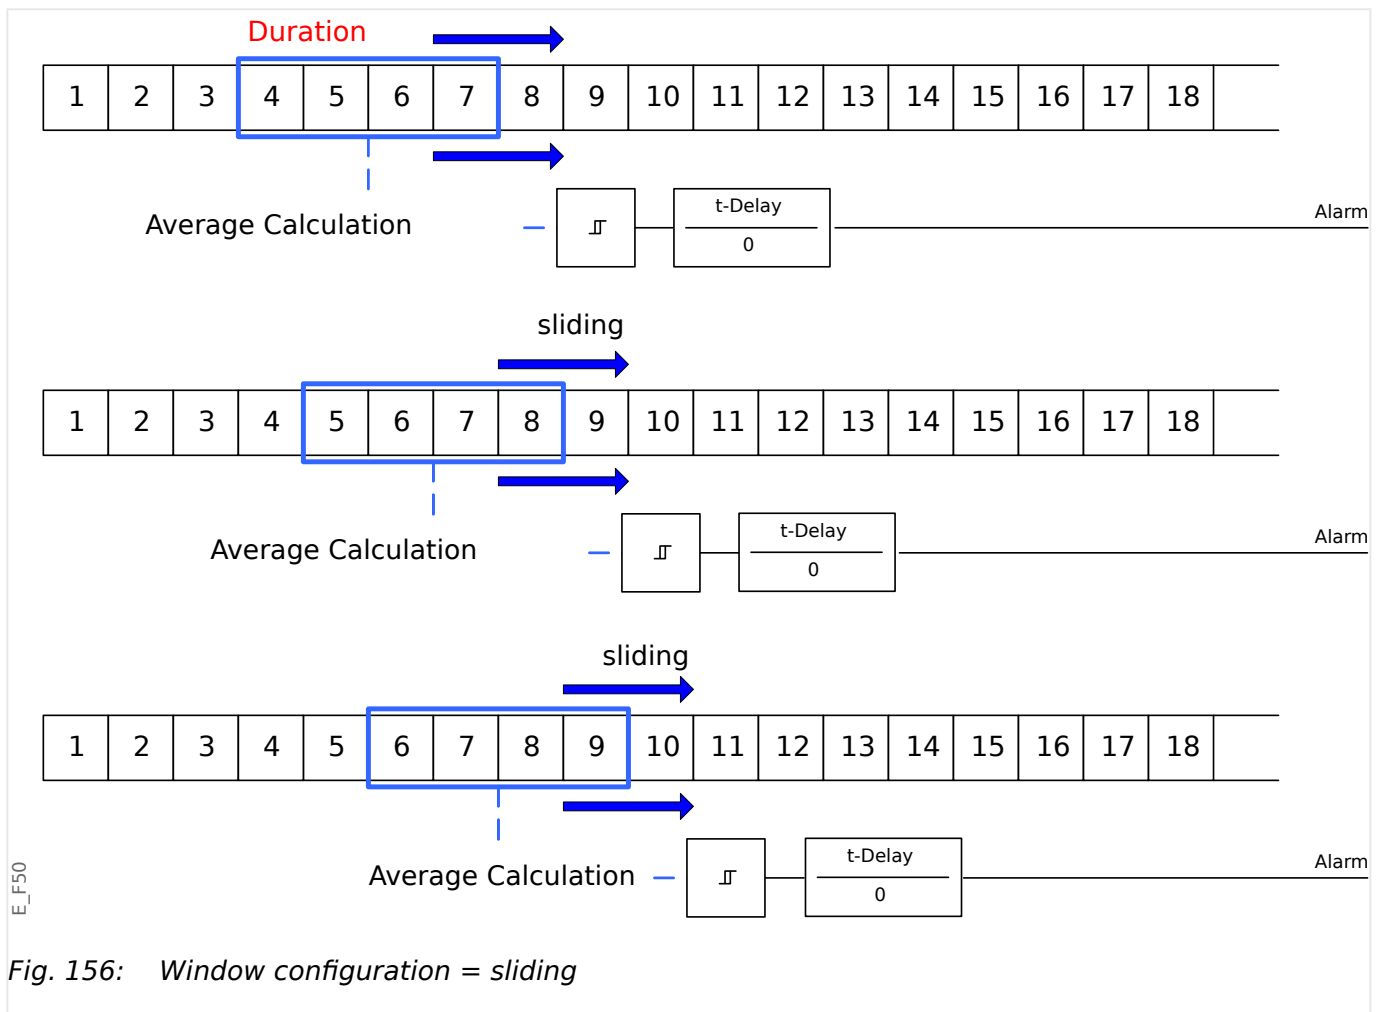 Duration
1 2 3 4 5 6 7 8 9 10 11 12 13 14 15 16 17 18
t-Delay
Alarm
Average Calculation
0
sliding
1 2 3 4 5 6 7 8 9 10 11 12 13 14 15 16 17 18
t-Delay
Alarm
Average Calculation
0
sliding
1 2 3 4 5 6 7 8 9 10 11 12 13 14 15 16 17 18
t-Delay
Alarm
Average Calculation
0
E_F50
Fig. 156: Window configuration = sliding